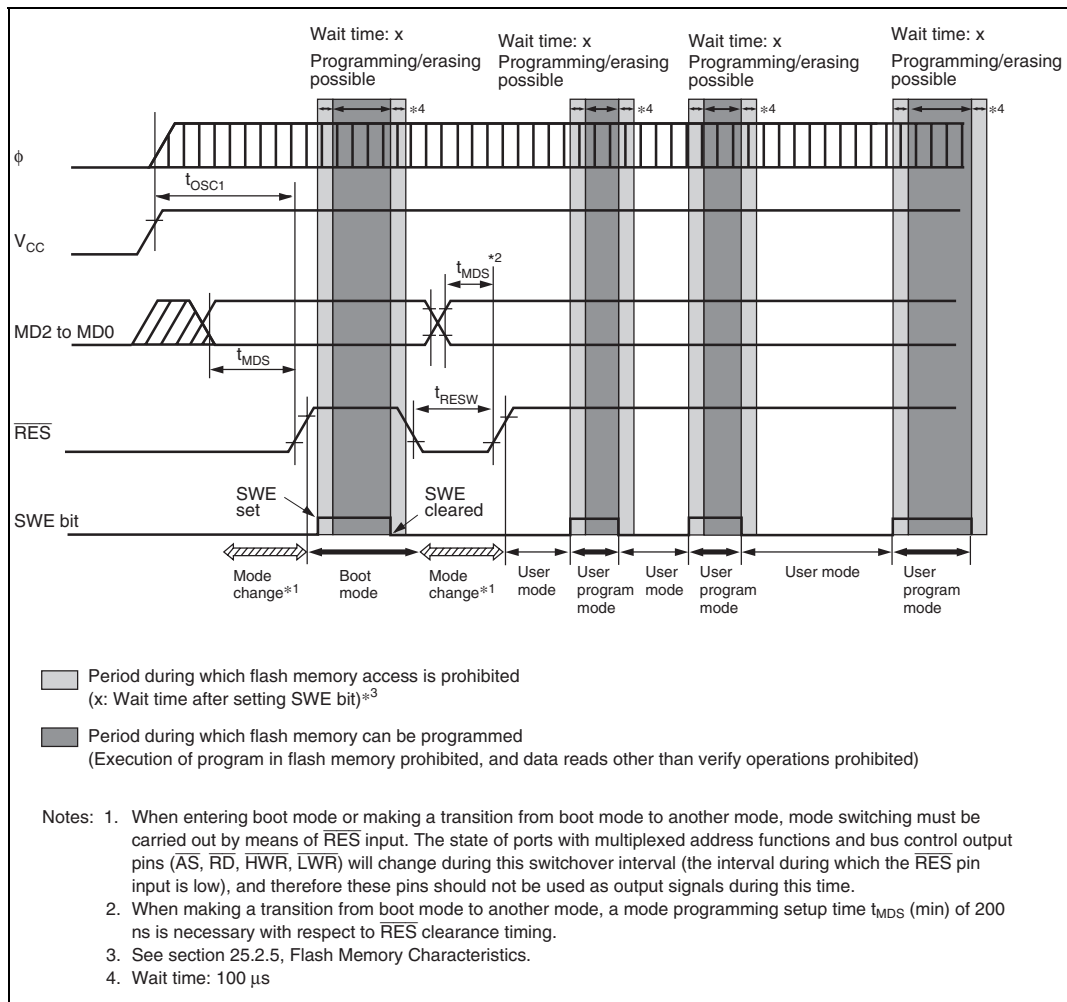 Wait time: x
Programming/erasing
possible
Wait time: x
Programming/erasing
possible
Wait time: x
Programming/erasing
possible
Wait time: x
Programming/erasing
possible
*4
*4
*4
*4
φ
tOSC1
VCC
tMDS*2
MD2 to MD0
tMDS
tRESW
RES
SWE
set
SWE
cleared
SWE bit
Mode
change*1
Boot
mode
Mode
change*1
User
mode
User
program
mode
User
mode
User
program
mode
User mode
User
program
mode
Period during which flash memory access is prohibited
(x: Wait time after setting SWE bit)*3
Period during which flash memory can be programmed
(Execution of program in flash memory prohibited, and data reads other than verify operations prohibited)
Notes: 1. When entering boot mode or making a transition from boot mode to another mode, mode switching must be
carried out by means of RES input. The state of ports with multiplexed address functions and bus control output
pins (AS, RD, HWR, LWR) will change during this switchover interval (the interval during which the RES pin
input is low), and therefore these pins should not be used as output signals during this time.
2. When making a transition from boot mode to another mode, a mode programming setup time tMDS (min) of 200
ns is necessary with respect to RES clearance timing.
3. See section 25.2.5, Flash Memory Characteristics.
4. Wait time: 100 μs